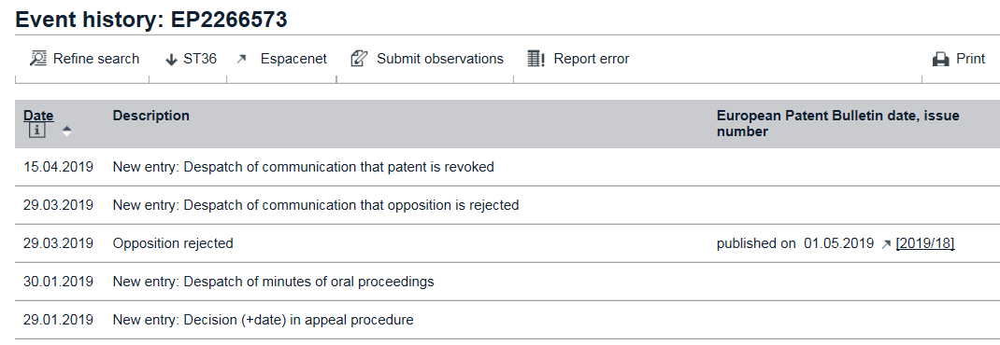 Event history: EP2266573
Refine search ST36 Espacenet Submit observations Report error Print
Date Description European Patent Bulletin date, issue
number
15.04.2019 New entry: Despatch of communication that patent is revoked
29.03.2019 New entry: Despatch of communication that opposition is rejected
29.03.2019 Opposition rejected published on 01.05.2019 [2019/18]
30.01.2019 New entry: Despatch of minutes of oral proceedings
29.01.2019 New entry: Decision (+date) in appeal procedure